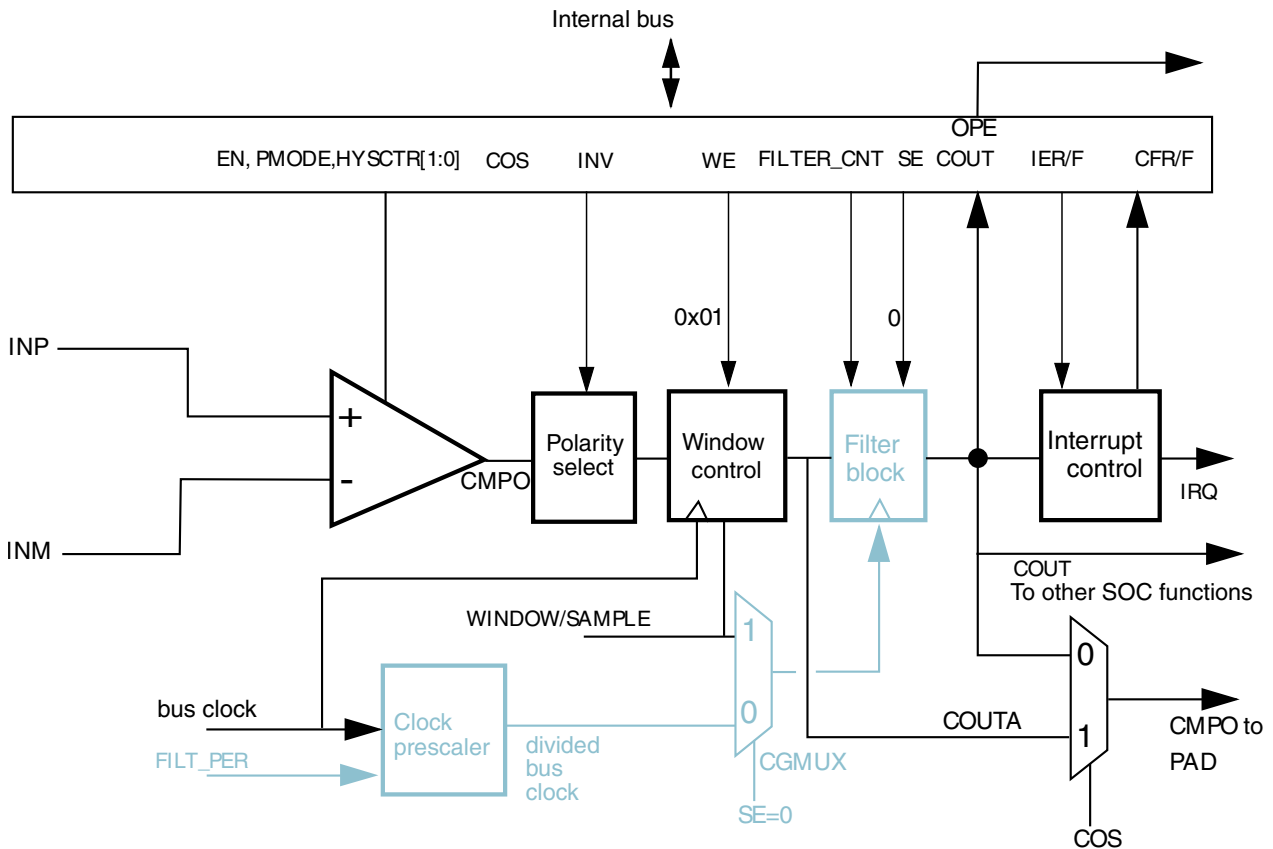 Internal bus
OPE
EN, PMODE,HYSCTR[1:0] COS INV WE FILTER_CNT SE COUT IER/F CFR/F
0x01
0
INP
INM
+
-
CMPO
Polarity
select
Window
control
Filter
block
Interrupt
control
IRQ
COUT
To other SOC functions
WINDOW/SAMPLE
1
0
bus clock
FILT_PER
Clock
prescaler
divided
bus
clock
CGMUX
SE=0
COUTA
0
1
CMPO to
PAD
COS